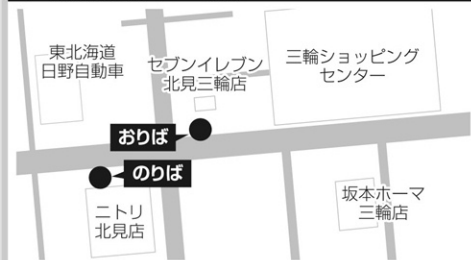 東北海道
日野自動車
セブンイレブン
北見三輪店
三輪ショッピング
センター
おりば
のりば
ニトリ
北見店
坂本ホーマ
三輪店